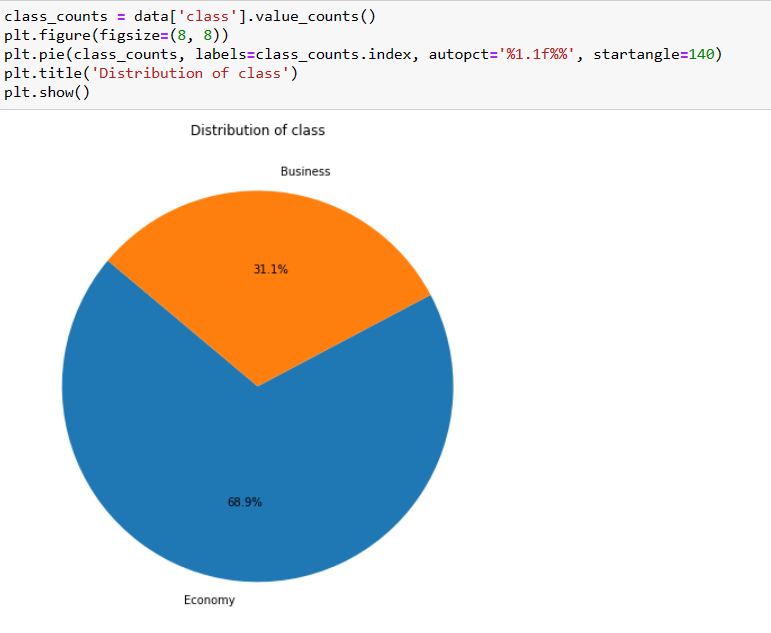 class_counts = data['class'].value_counts()
plt.figure(figsize=(8, 8))
plt.pie(class_counts, labels=class_counts.index, autopct='%1.1f%%', startangle=140)
plt.title('Distribution of class')
plt.show()
Distribution of class
Business
31.1%
68.9%
Economy